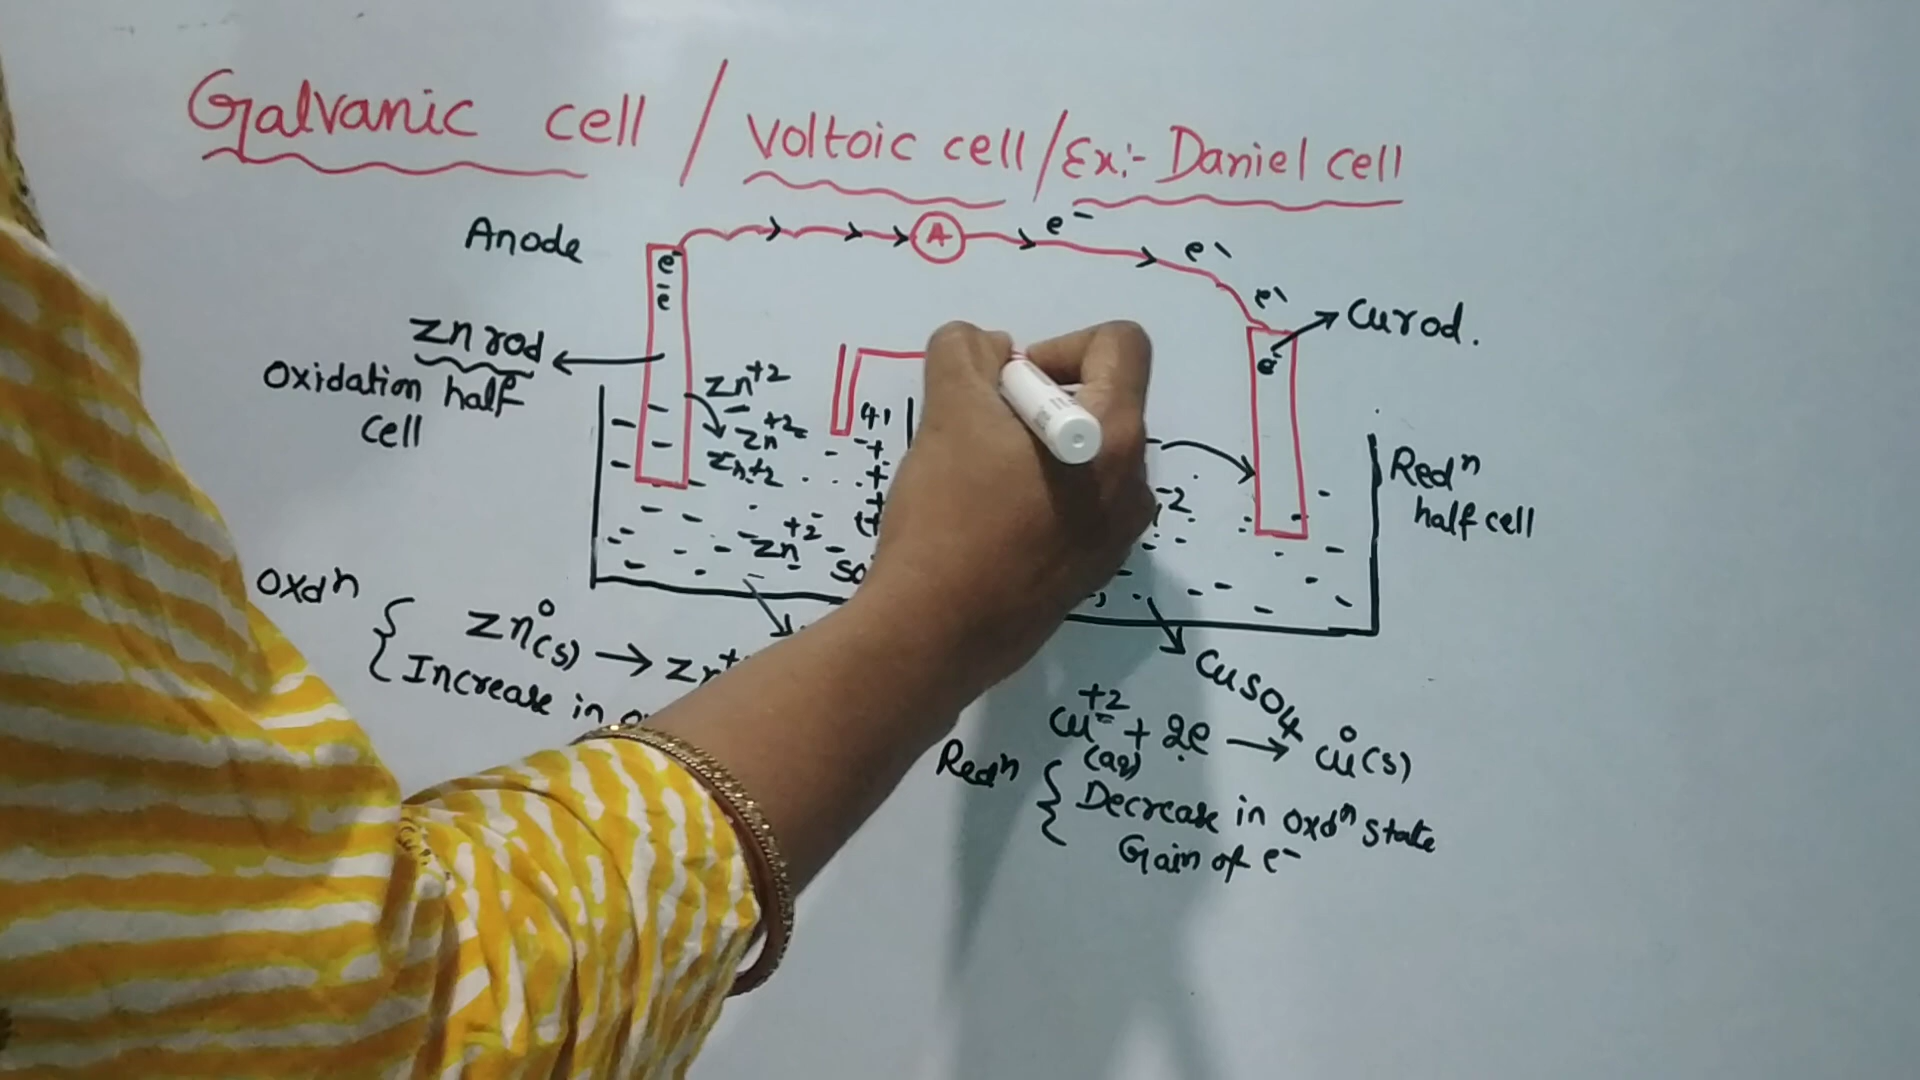 Galvanic cell / Voltoic cell / Ex:- Daniel cell
Anode
A
e⁻
e⁻
e⁻
e⁻
e⁻
e⁻
Cu rod.
Zn rod
Oxidation half
cell
Zn+2
Zn+2
Zn+2
Zn+2
Redⁿ
half cell
Oxdⁿ
Zn°(s) →
Increase in
CuSO4
Cu+2 + 2e → Cu°(s)
(aq)
Redⁿ
Decrease in oxdⁿ state
Gain of e⁻